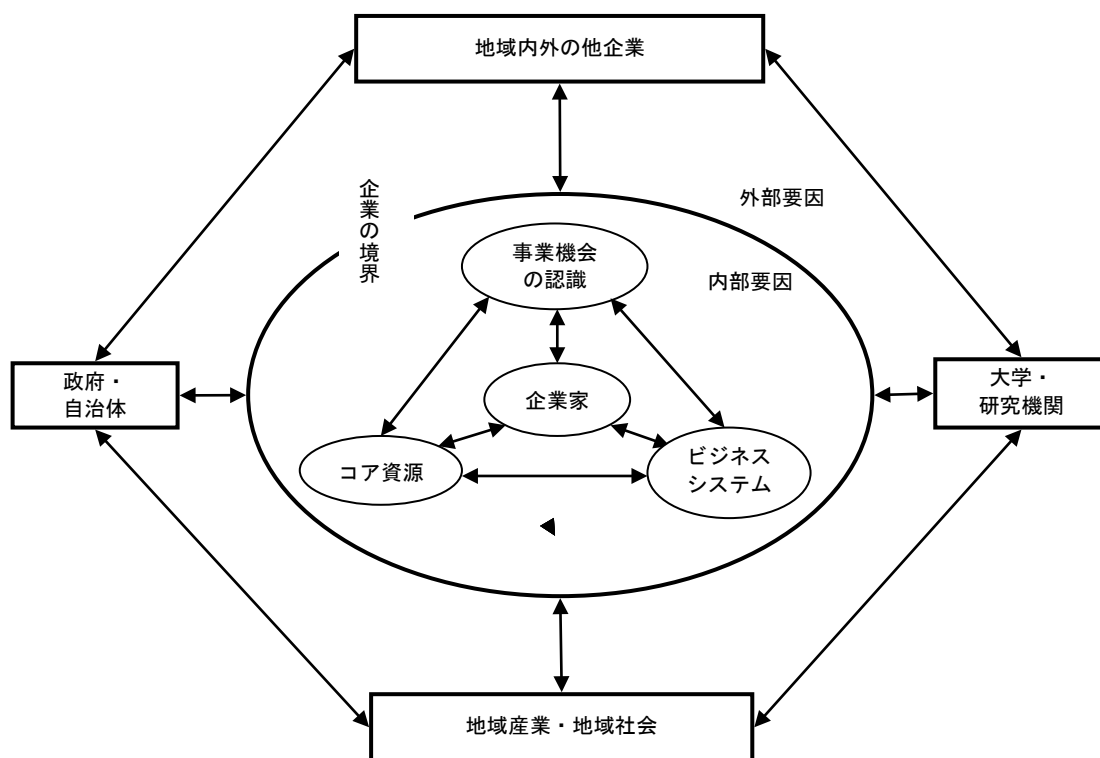 地域内外の他企業
企業の境界
外部要因
事業機会
の認識
内部要因
政府・
自治体
企業家
大学・
研究機関
コア資源
ビジネス
システム
地域産業・地域社会